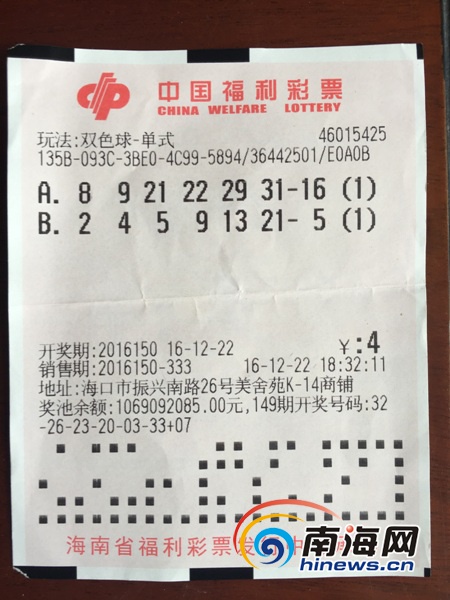 中国福利彩票
CHINA WELFARE LOTTERY
玩法:双色球-单式 46015425
135B-093C-3BE0-4C99-5894/36442501/E0A0B
A. 8 9 21 22 29 31-16 (1)
B. 2 4 5 9 13 21- 5 (1)
开奖期:2016150 16-12-22 ¥:4
销售期:2016150-333 16-12-22 18:32:11
地址:海口市振兴南路26号美舍苑K-14商铺
奖池余额:1069092085.00元,149期开奖号码:32
-26-23-20-03-33+07
海南省福利彩票发
中
南海网
hinews.cn